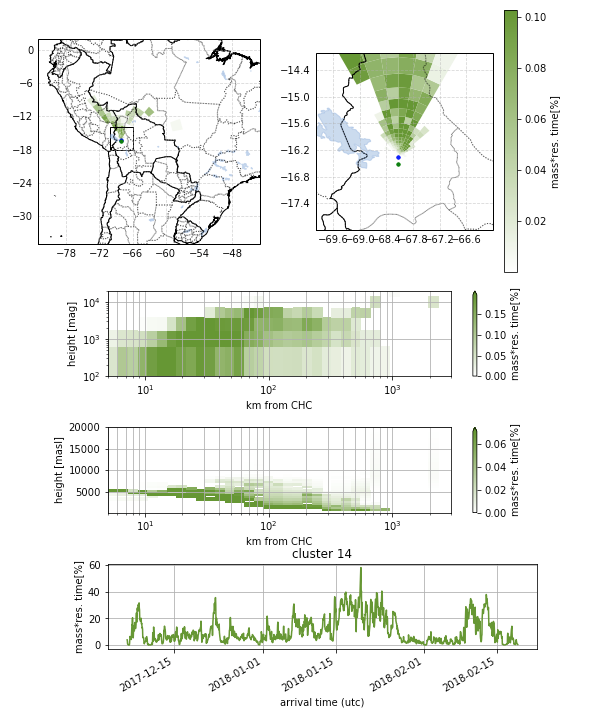 0
−6
−12
−18
−24
−30
−78 −72 −66 −60 −54 −48
−14.4
−15.0
−15.6
−16.2
−16.8
−17.4
−69.6−69.0−68.4−67.8−67.2−66.6
0.10
0.08
0.06
0.04
0.02
mass*res. time[%]
10⁴
10³
10²
height [mag]
10¹ 10² 10³
km from CHC
0.15
0.10
0.05
0.00
mass*res. time[%]
20000
15000
10000
5000
height [masl]
10¹ 10² 10³
km from CHC
0.06
0.04
0.02
0.00
mass*res. time[%]
cluster 14
60
40
20
0
mass*res. time[%]
2017-12-15 2018-01-01 2018-01-15 2018-02-01 2018-02-15
arrival time (utc)